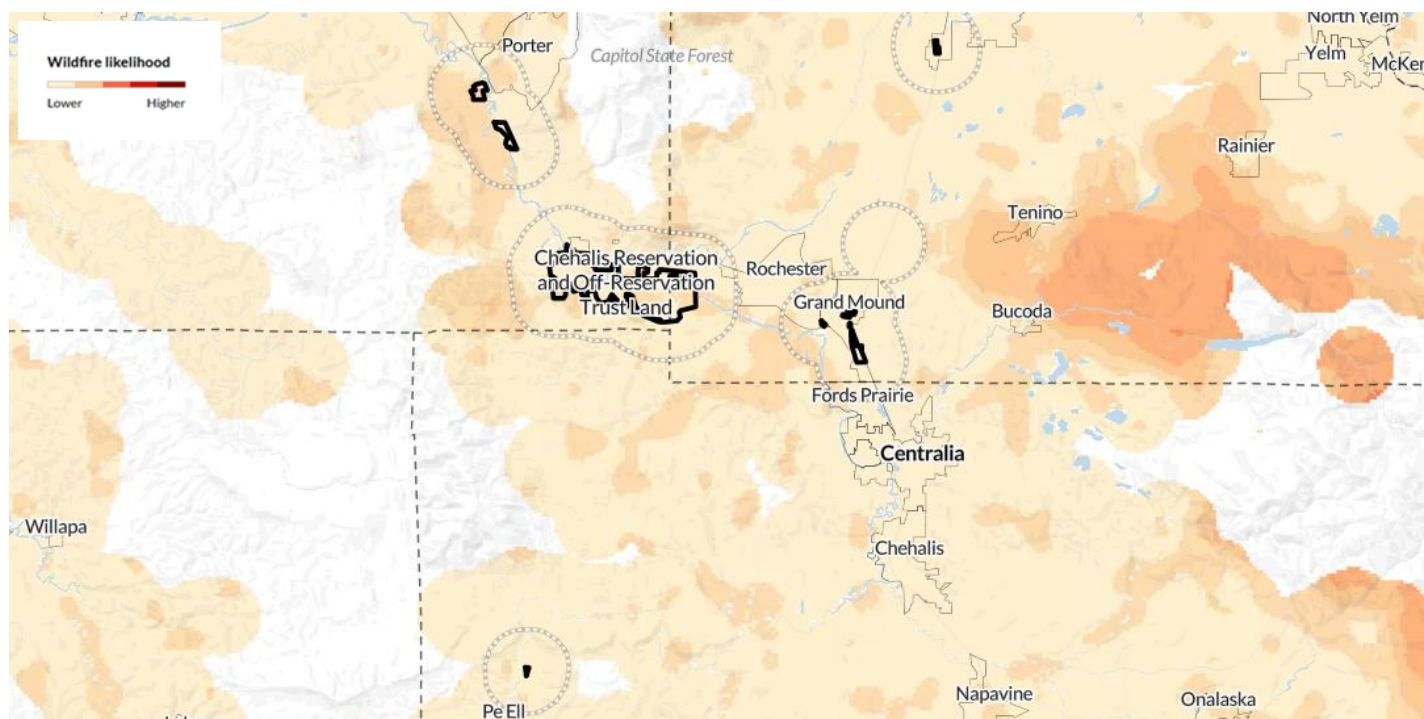 North Yelm
Porter
Capitol State Forest
Yelm
McKen
Wildfire likelihood
Lower
Higher
Rainier
Tenino
Chehalis Reservation
and Off-Reservation
Trust Land
Rochester
Grand Mound
Bucoda
Fords Prairie
Centralia
Willapa
Chehalis
Napavine
Onalaska
Pe Ell